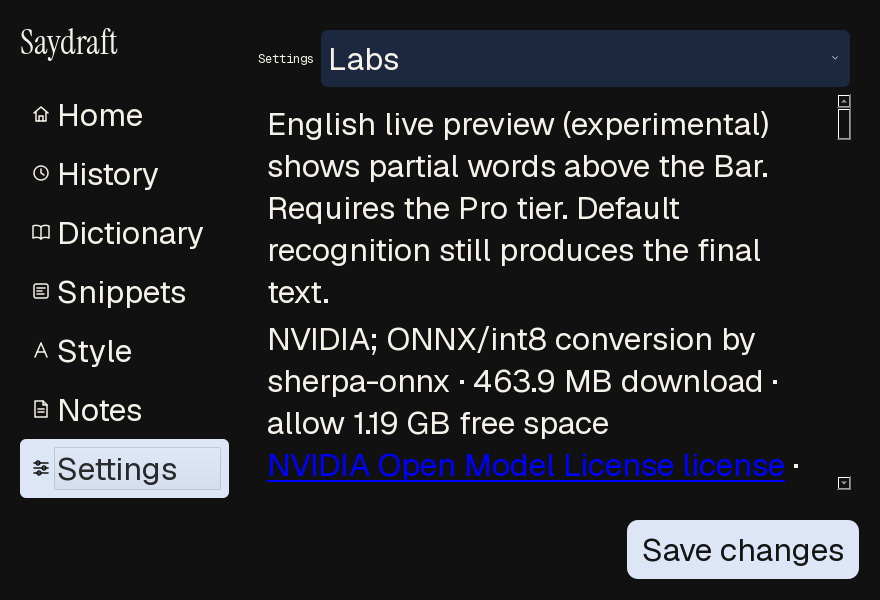 Saydraft
Home
History
Dictionary
Snippets
Style
Notes
Settings
Settings
Labs
English live preview (experimental)
shows partial words above the Bar.
Requires the Pro tier. Default
recognition still produces the final
text.
NVIDIA; ONNX/int8 conversion by
sherpa-onnx · 463.9 MB download ·
allow 1.19 GB free space
NVIDIA Open Model License license ·
Save changes